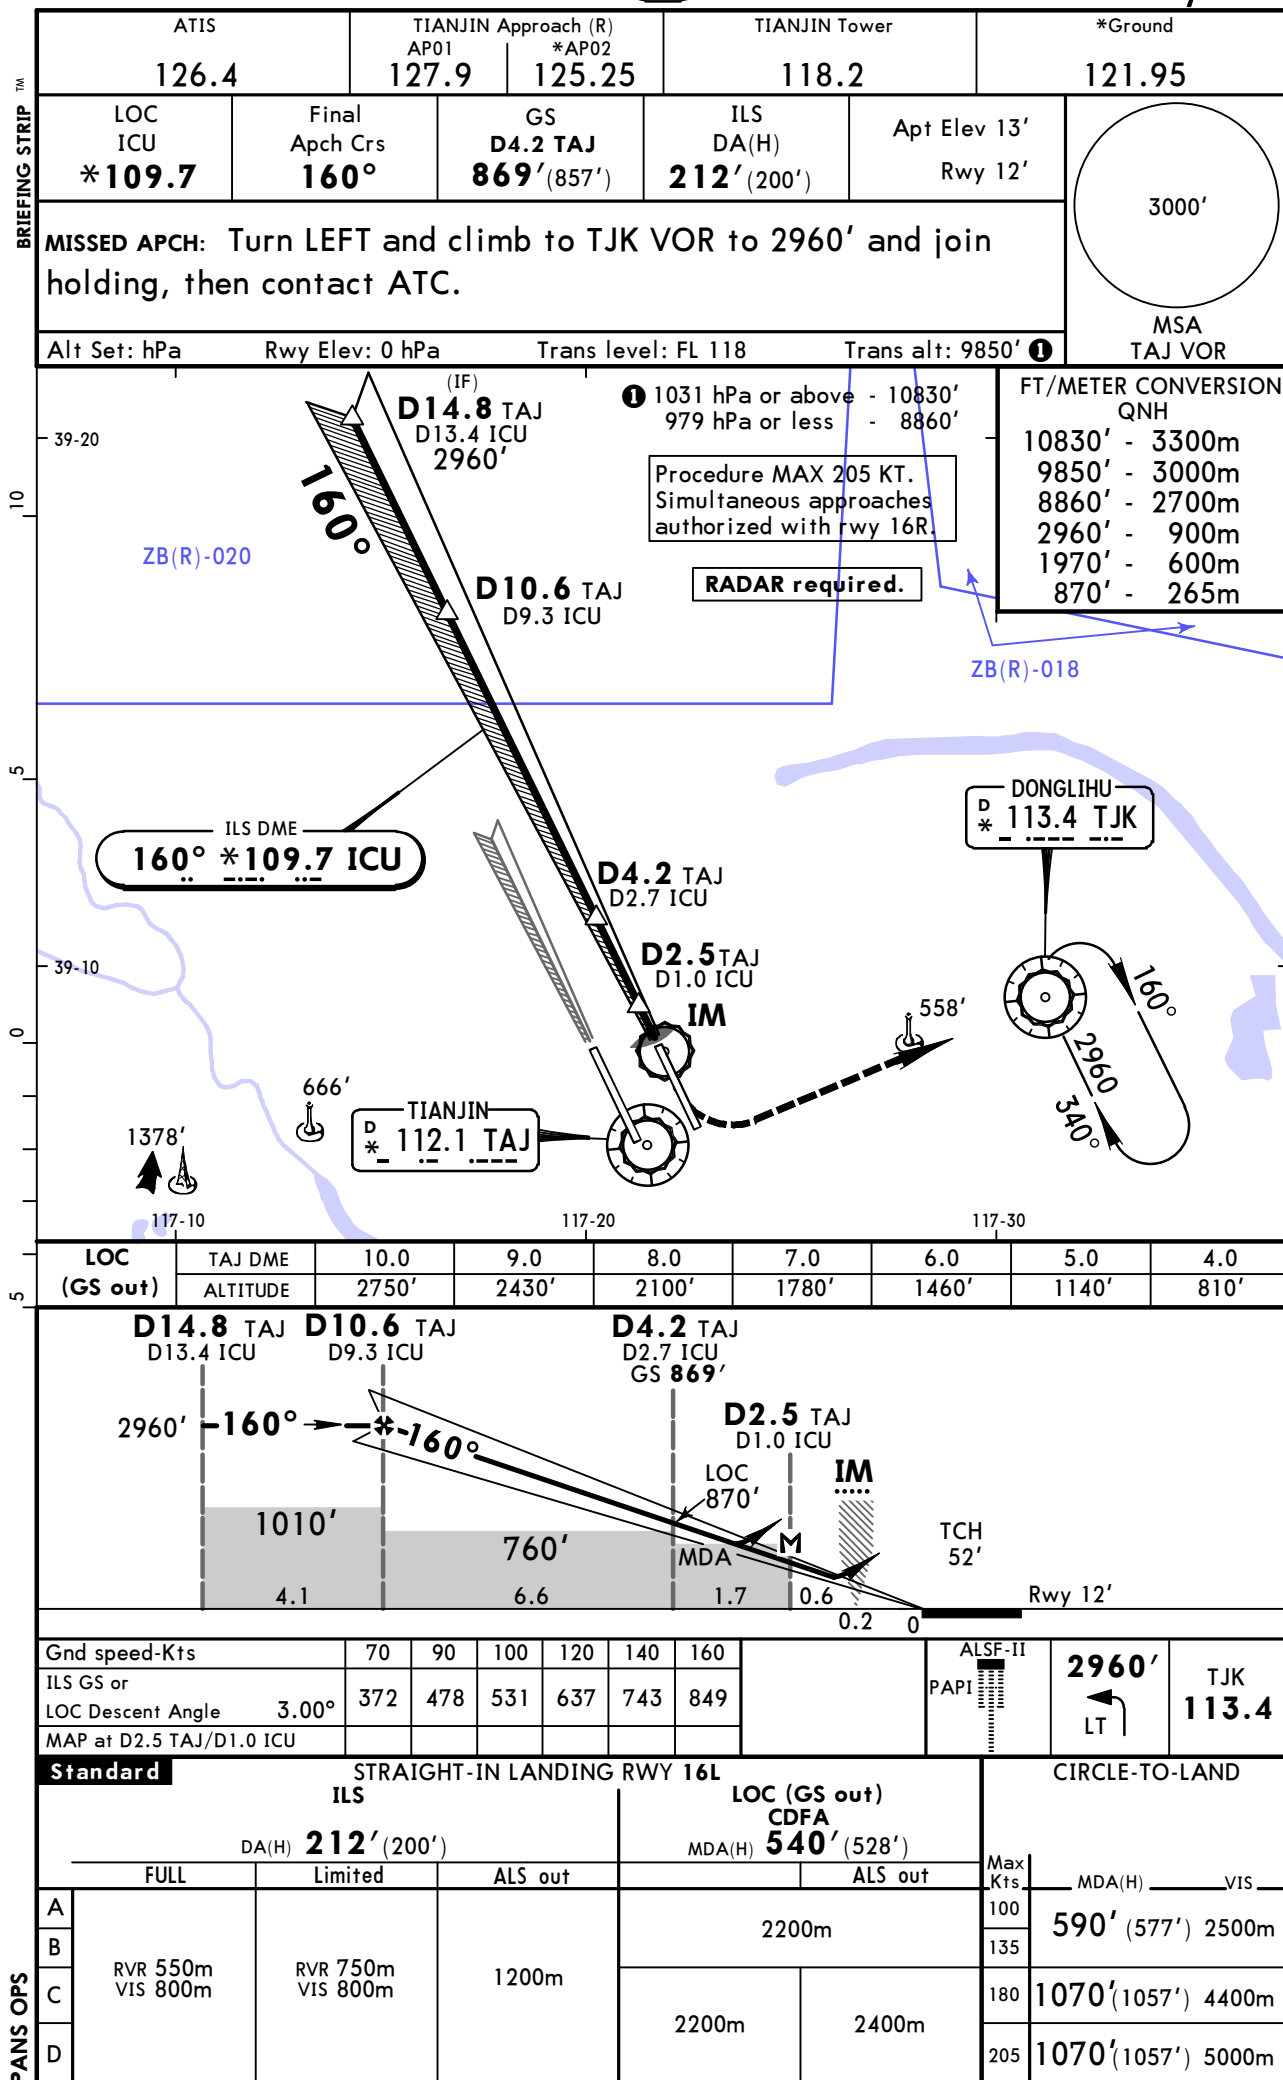 BRIEFING STRIP TM
ATIS
126.4
TIANJIN Approach (R)
AP01
127.9
*AP02
125.25
TIANJIN Tower
118.2
*Ground
121.95
LOC
ICU
*109.7
Final
Apch Crs
160°
GS
D4.2 TAJ
869'(857')
ILS
DA(H)
212'(200')
Apt Elev 13'
Rwy 12'
3000'
MSA
TAJ VOR
MISSED APCH: Turn LEFT and climb to TJK VOR to 2960' and join
holding, then contact ATC.
Alt Set: hPa Rwy Elev: 0 hPa Trans level: FL 118 Trans alt: 9850' 1
(IF)
D14.8 TAJ
D13.4 ICU
2960'
1 1031 hPa or above - 10830'
979 hPa or less - 8860'
FT/METER CONVERSION
QNH
10830' - 3300m
9850' - 3000m
8860' - 2700m
2960' - 900m
1970' - 600m
870' - 265m
Procedure MAX 205 KT.
Simultaneous approaches
authorized with rwy 16R.
RADAR required.
39-20
10
160°
ZB(R)-020
D10.6 TAJ
D9.3 ICU
ZB(R)-018
5
ILS DME
160° *109.7 ICU
DONGLIHU
D
* 113.4 TJK
D4.2 TAJ
D2.7 ICU
D2.5 TAJ
D1.0 ICU
39-10
IM
558'
160°
2960
340°
0
666'
TIANJIN
D
* 112.1 TAJ
1378'
117-10
117-20
117-30
5
LOC
(GS out)
TAJ DME 10.0 9.0 8.0 7.0 6.0 5.0 4.0
ALTITUDE 2750' 2430' 2100' 1780' 1460' 1140' 810'
D14.8 TAJ
D13.4 ICU
D10.6 TAJ
D9.3 ICU
D4.2 TAJ
D2.7 ICU
GS 869'
D2.5 TAJ
D1.0 ICU
2960'
160°
160°
LOC
870'
IM
M
1010'
760'
MDA
TCH
52'
4.1
6.6
1.7
0.6
0.2
0
Rwy 12'
Gnd speed-Kts 70 90 100 120 140 160
ILS GS or
LOC Descent Angle 3.00° 372 478 531 637 743 849
MAP at D2.5 TAJ/D1.0 ICU
ALSF-II
PAPI
2960'
LT
TJK
113.4
Standard
STRAIGHT-IN LANDING RWY 16L
CIRCLE-TO-LAND
ILS
DA(H) 212'(200')
LOC (GS out)
CDFA
MDA(H) 540'(528')
FULL
Limited
ALS out
ALS out
Max
Kts
MDA(H)
VIS
A
B
C
D
RVR 550m
VIS 800m
RVR 750m
VIS 800m
1200m
2200m
2200m
2400m
100
135
590' (577') 2500m
180 1070'(1057') 4400m
205 1070'(1057') 5000m
PANS OPS